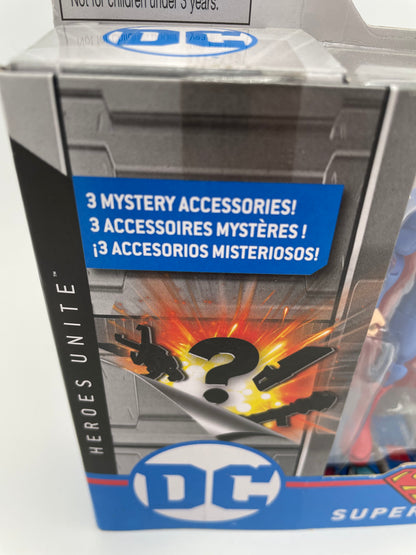 Not for children under 3 years.
DC
3 MYSTERY ACCESSORIES!
3 ACCESSOIRES MYSTÈRES !
¡3 ACCESORIOS MISTERIOSOS!
?
HEROES UNITE™
DC
SUPER